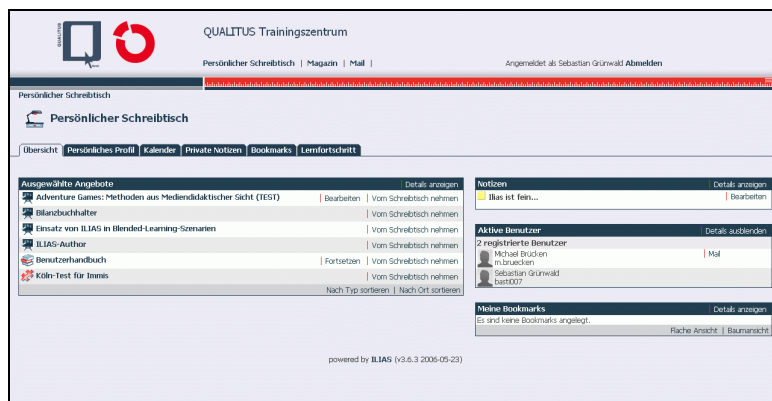 QUALITUS
QUALITUS Trainingszentrum
Persönlicher Schreibtisch | Magazin | Mail |
Angemeldet als Sebastian Grünwald Abmelden
Persönlicher Schreibtisch
Persönlicher Schreibtisch
Übersicht Persönliches Profil Kalender Private Notizen Bookmarks Lernfortschritt
Ausgewählte Angebote | Details anzeigen
Adventure Games: Methoden aus Mediendidaktischer Sicht (TEST) | Bearbeiten | Vom Schreibtisch nehmen
Bilanzbuchhalter | Vom Schreibtisch nehmen
Einsatz von ILIAS in Blended-Learning-Szenarien | Vom Schreibtisch nehmen
ILIAS-Author | Vom Schreibtisch nehmen
Benutzerhandbuch | Fortsetzen | Vom Schreibtisch nehmen
Köln-Test für Immis | Vom Schreibtisch nehmen
Nach Typ sortieren | Nach Ort sortieren
Notizen | Details anzeigen
Ilias ist fein... | Bearbeiten
Aktive Benutzer | Details ausblenden
2 registrierte Benutzer
Michael Brücken | Mail
m.bruecken
Sebastian Grünwald
basti007
Meine Bookmarks | Details anzeigen
Es sind keine Bookmarks angelegt.
Flache Ansicht | Baumansicht
powered by ILIAS (v3.6.3 2006-05-23)